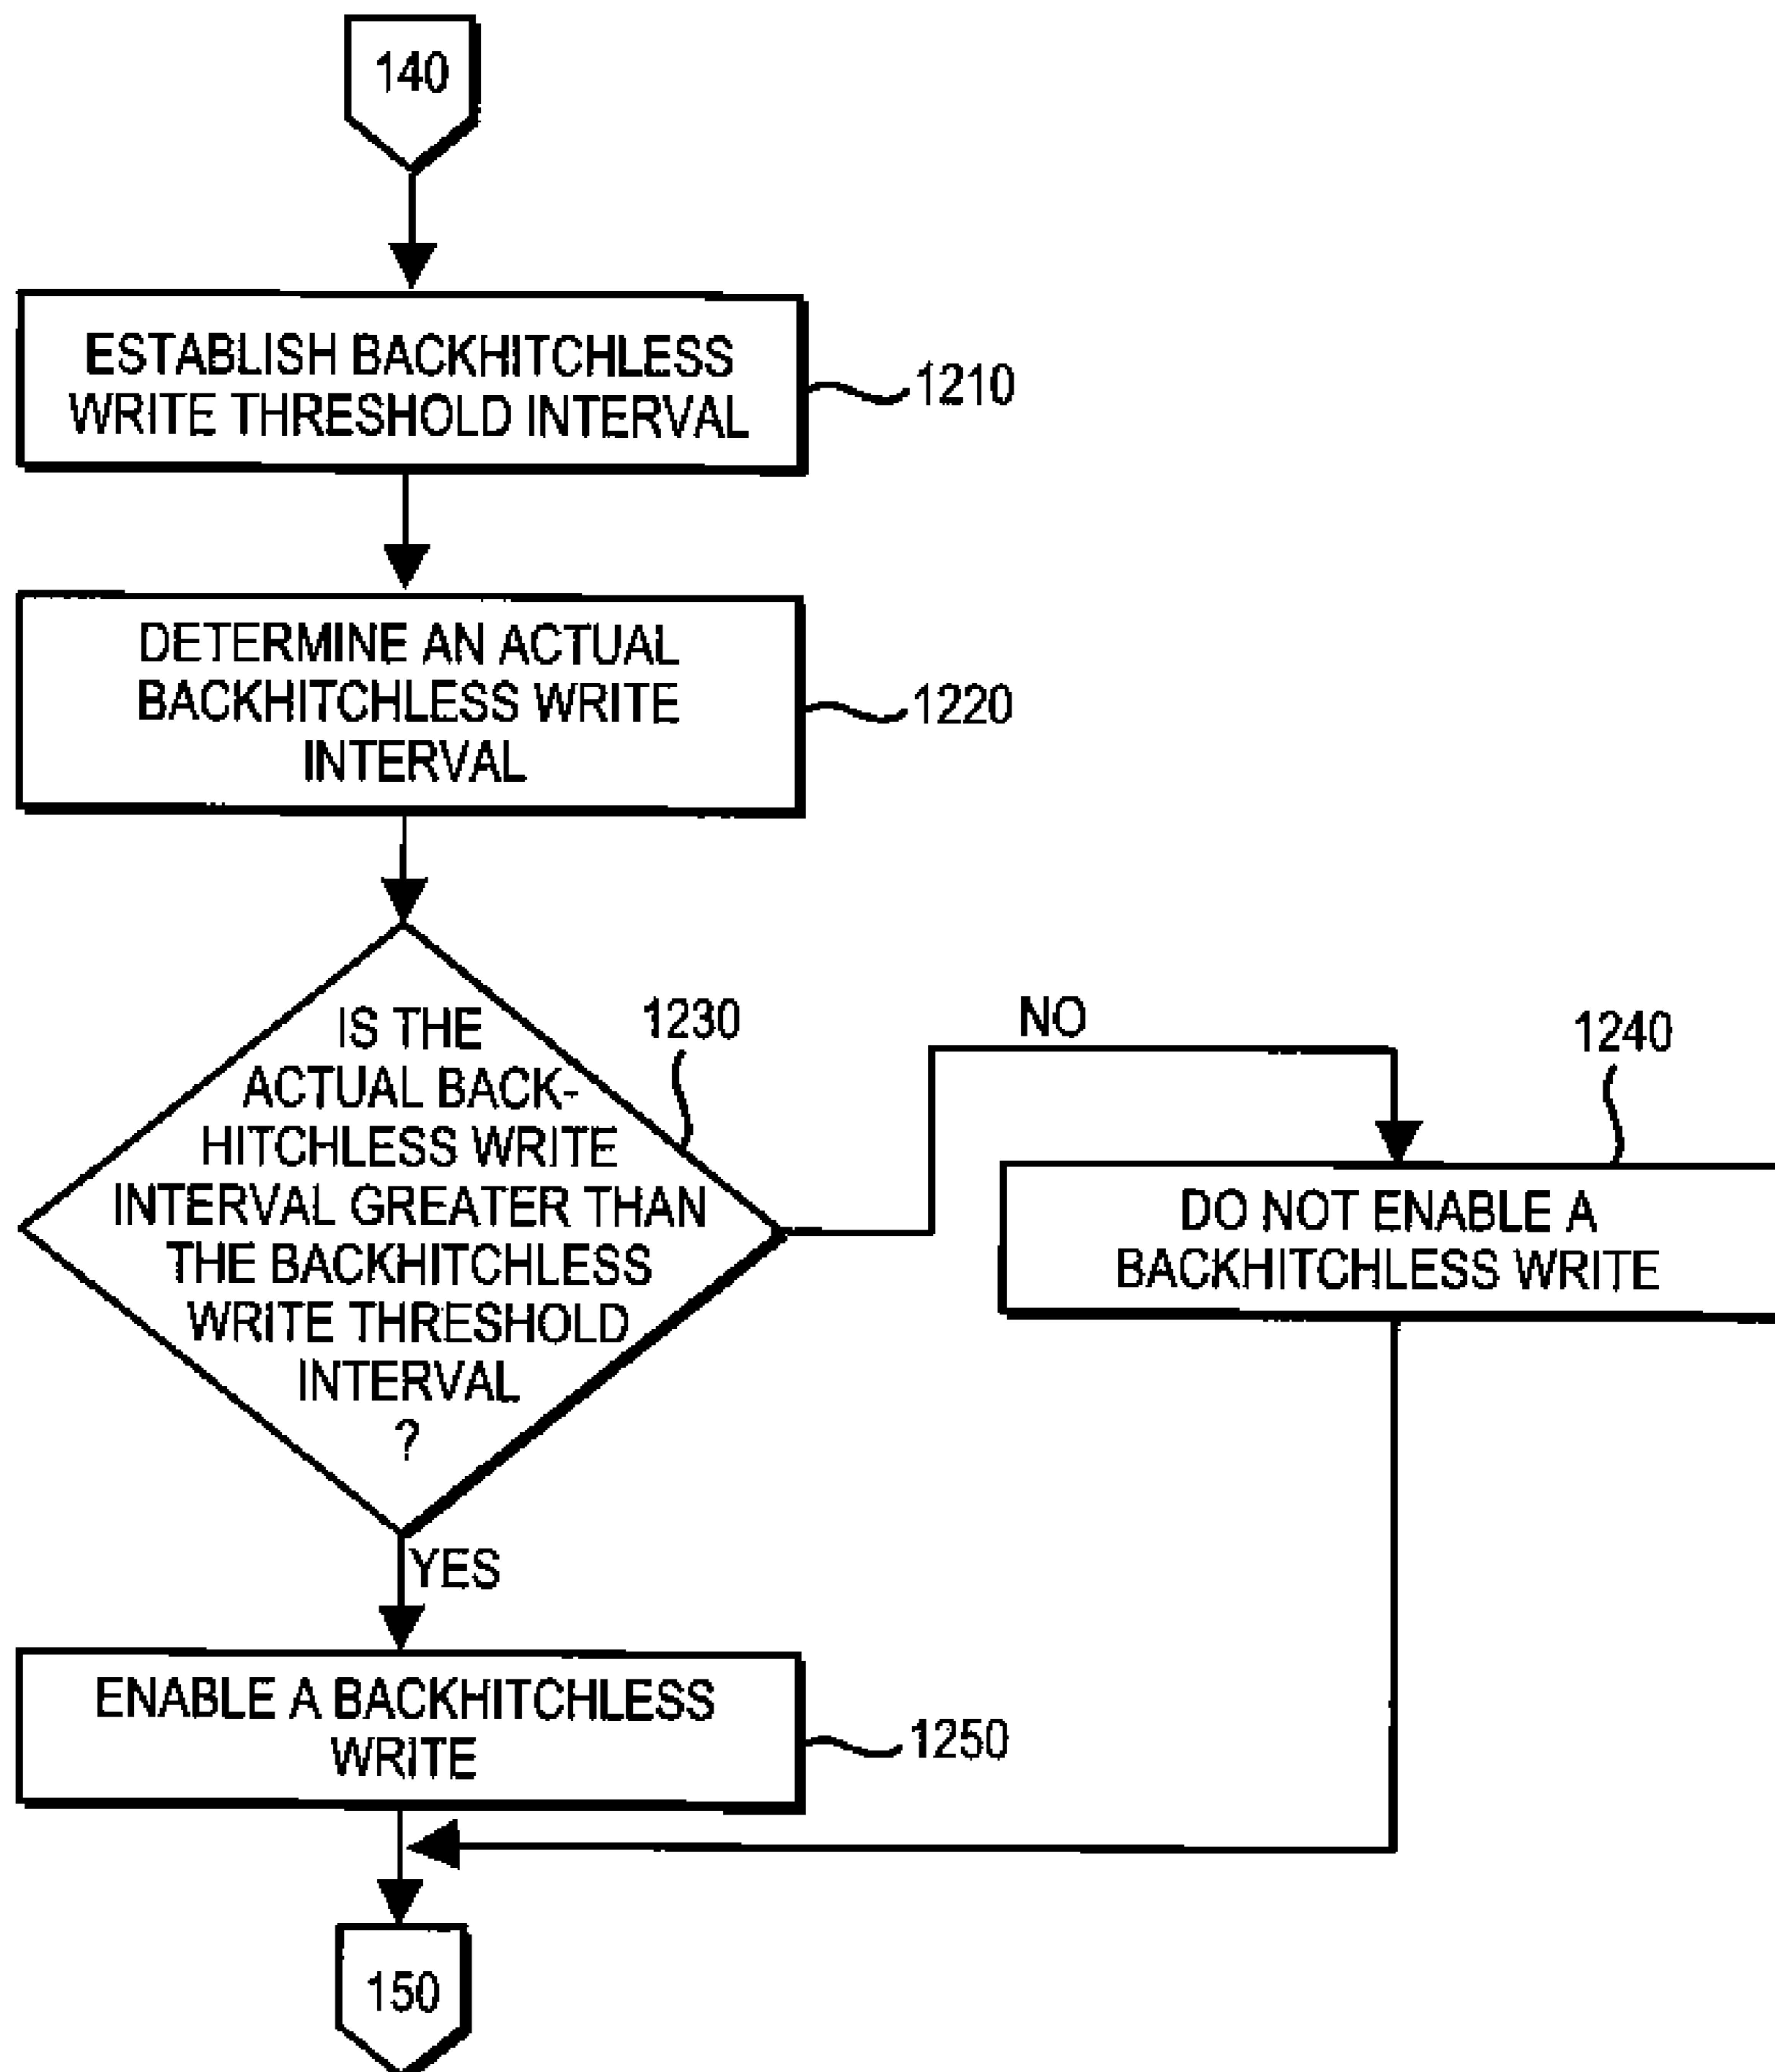 140
ESTABLISH BACKHITCHLESS
WRITE THRESHOLD INTERVAL
1210
DETERMINE AN ACTUAL
BACKHITCHLESS WRITE
INTERVAL
1220
IS THE
ACTUAL BACK-
HITCHLESS WRITE
INTERVAL GREATER THAN
THE BACKHITCHLESS
WRITE THRESHOLD
INTERVAL
?
1230
NO
1240
DO NOT ENABLE A
BACKHITCHLESS WRITE
YES
ENABLE A BACKHITCHLESS
WRITE
1250
150